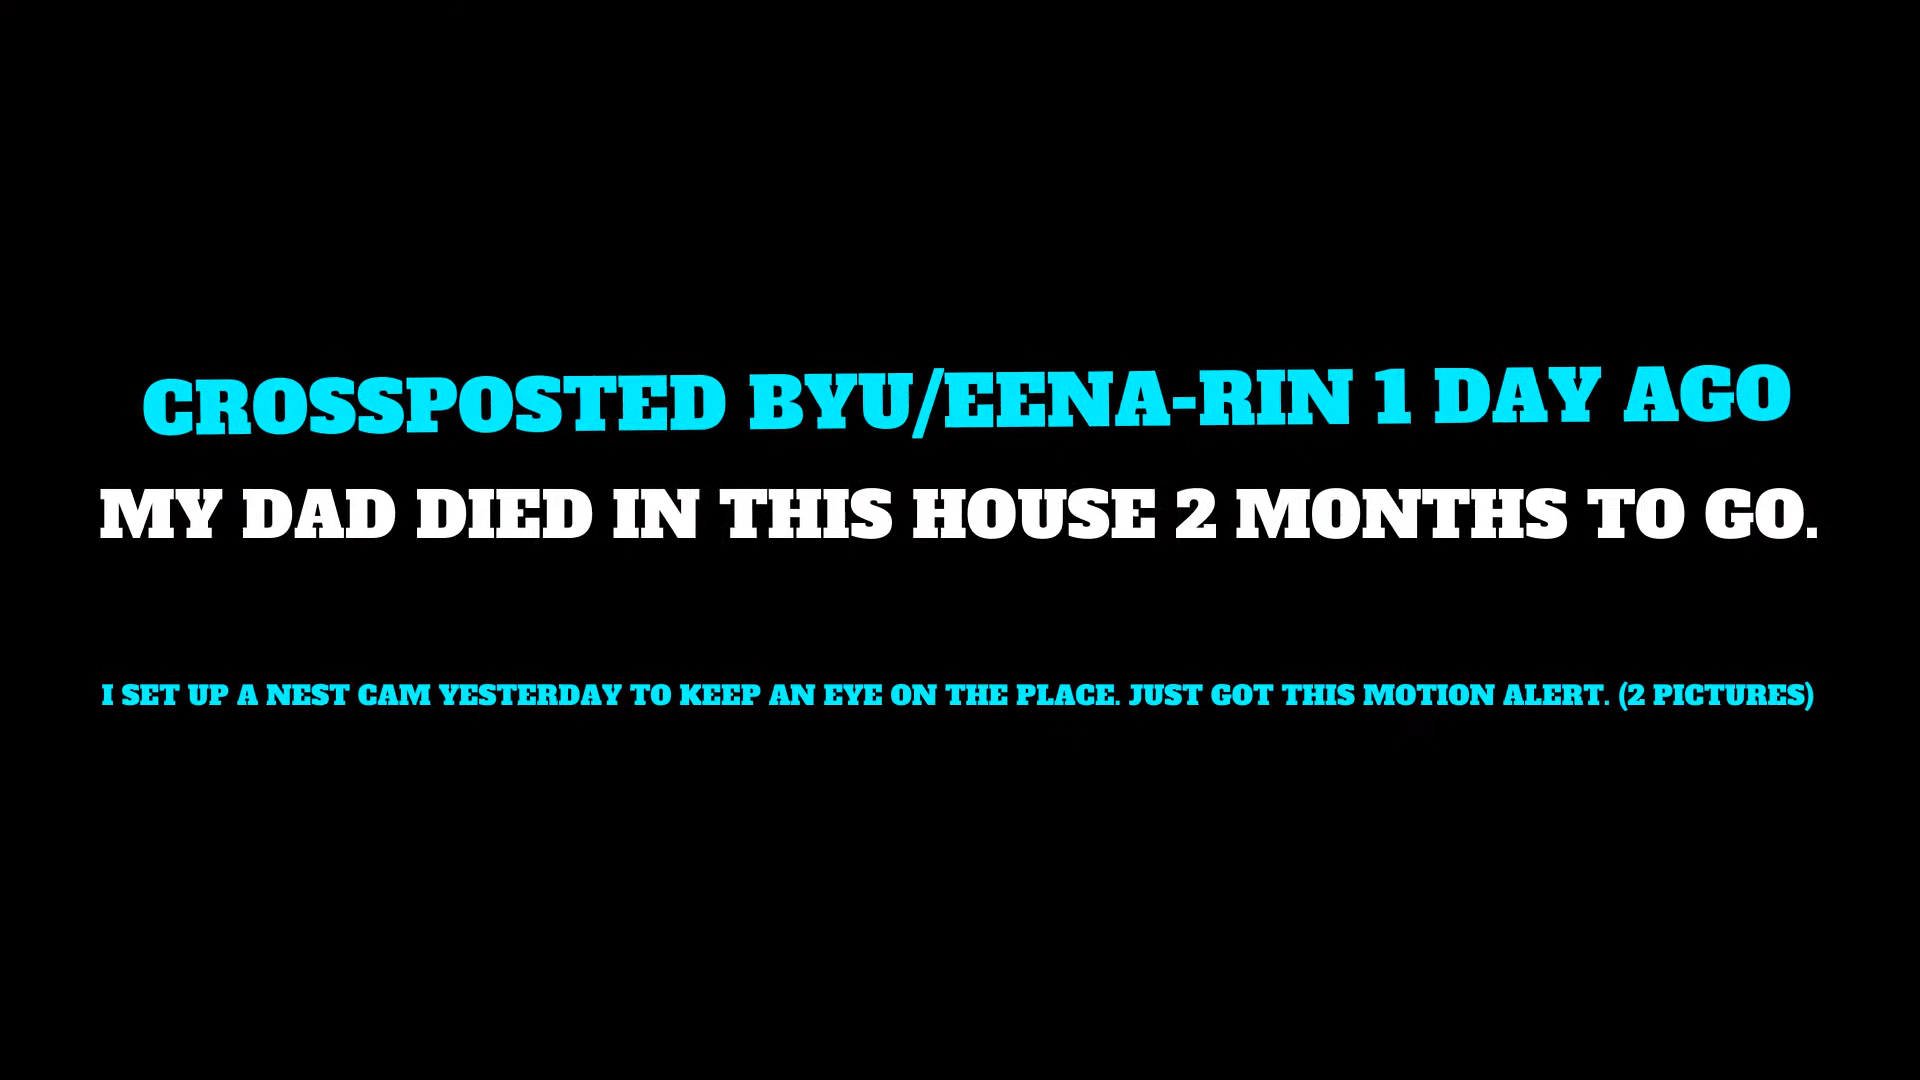 CROSSPOSTED BYU/EENA-RIN 1 DAY AGO
MY DAD DIED IN THIS HOUSE 2 MONTHS TO GO.
I SET UP A NEST CAM YESTERDAY TO KEEP AN EYE ON THE PLACE. JUST GOT THIS MOTION ALERT. (2 PICTURES)